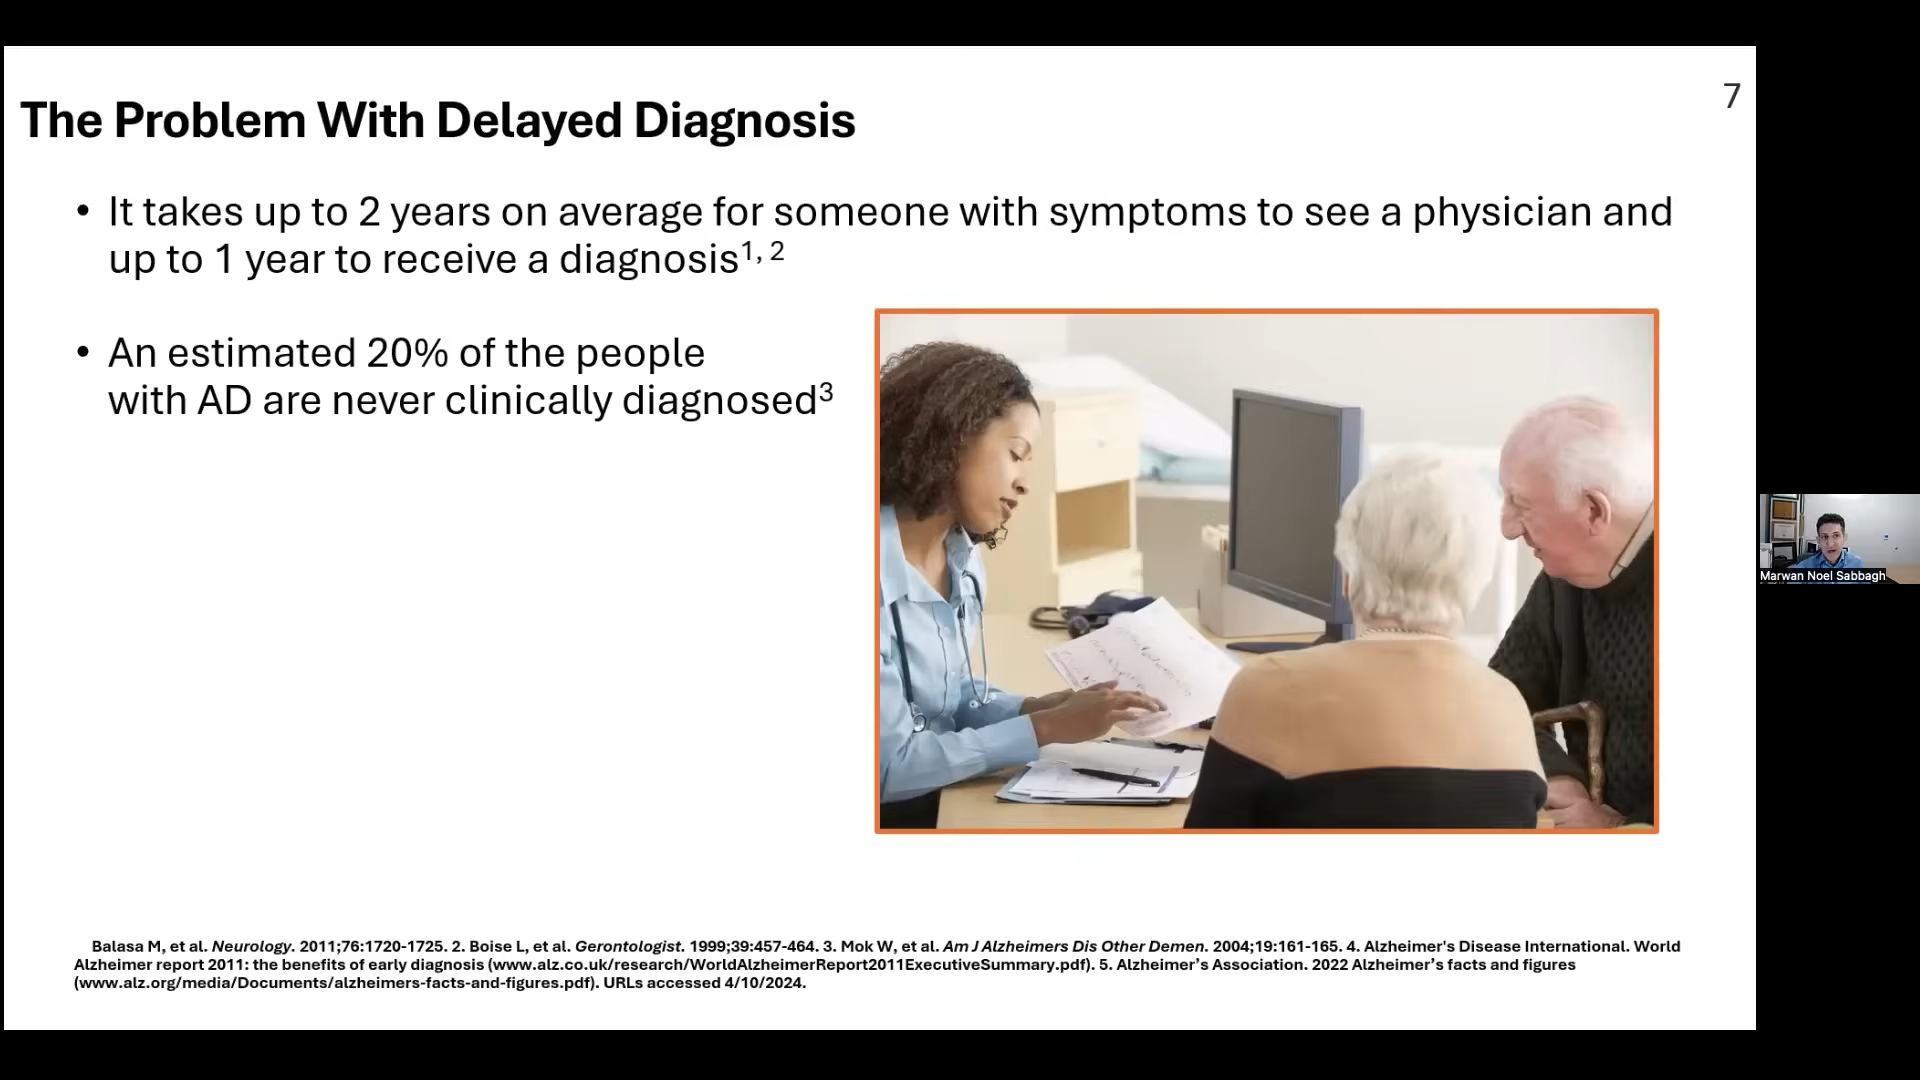 7
The Problem With Delayed Diagnosis
• It takes up to 2 years on average for someone with symptoms to see a physician and
up to 1 year to receive a diagnosis1, 2
• An estimated 20% of the people
with AD are never clinically diagnosed3
Marwan Noel Sabbagh
Balasa M, et al. Neurology. 2011;76:1720-1725. 2. Boise L, et al. Gerontologist. 1999;39:457-464. 3. Mok W, et al. Am J Alzheimers Dis Other Demen. 2004;19:161-165. 4. Alzheimer's Disease International. World
Alzheimer report 2011: the benefits of early diagnosis (www.alz.co.uk/research/WorldAlzheimerReport2011ExecutiveSummary.pdf). 5. Alzheimer’s Association. 2022 Alzheimer’s facts and figures
(www.alz.org/media/Documents/alzheimers-facts-and-figures.pdf). URLs accessed 4/10/2024.